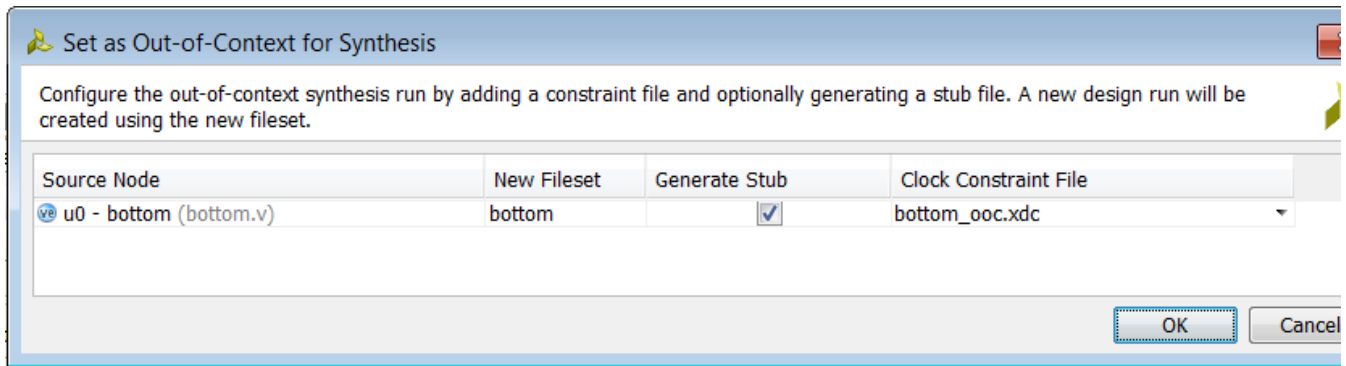 Set as Out-of-Context for Synthesis
Configure the out-of-context synthesis run by adding a constraint file and optionally generating a stub file. A new design run will be
created using the new fileset.
Source Node New Fileset Generate Stub Clock Constraint File
u0 - bottom (bottom.v) bottom bottom_ooc.xdc
OK Cancel